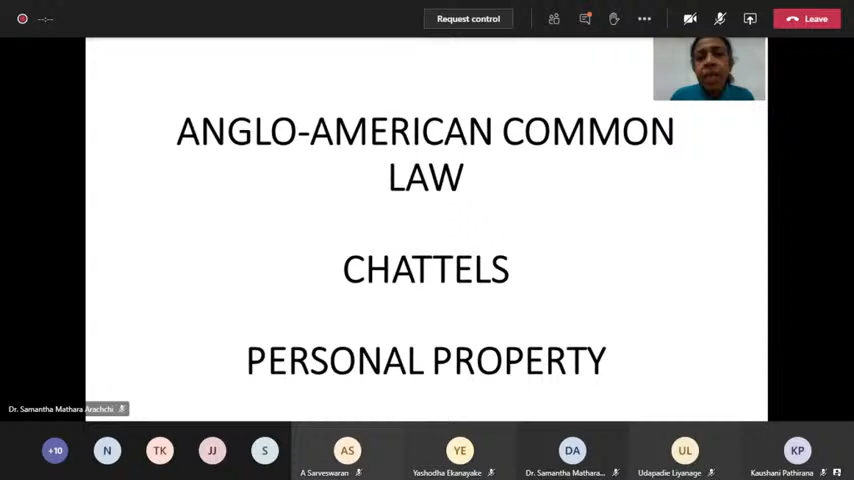 --:--
Request control
Leave
ANGLO-AMERICAN COMMON
LAW
CHATTELS
PERSONAL PROPERTY
Dr. Samantha Mathara Arachchi
+10
N
TK
JJ
S
AS
YE
DA
UL
KP
A Sarveswaran
Yashodha Ekanayake
Dr. Samantha Mathara...
Udapadie Liyanage
Kaushani Pathirana